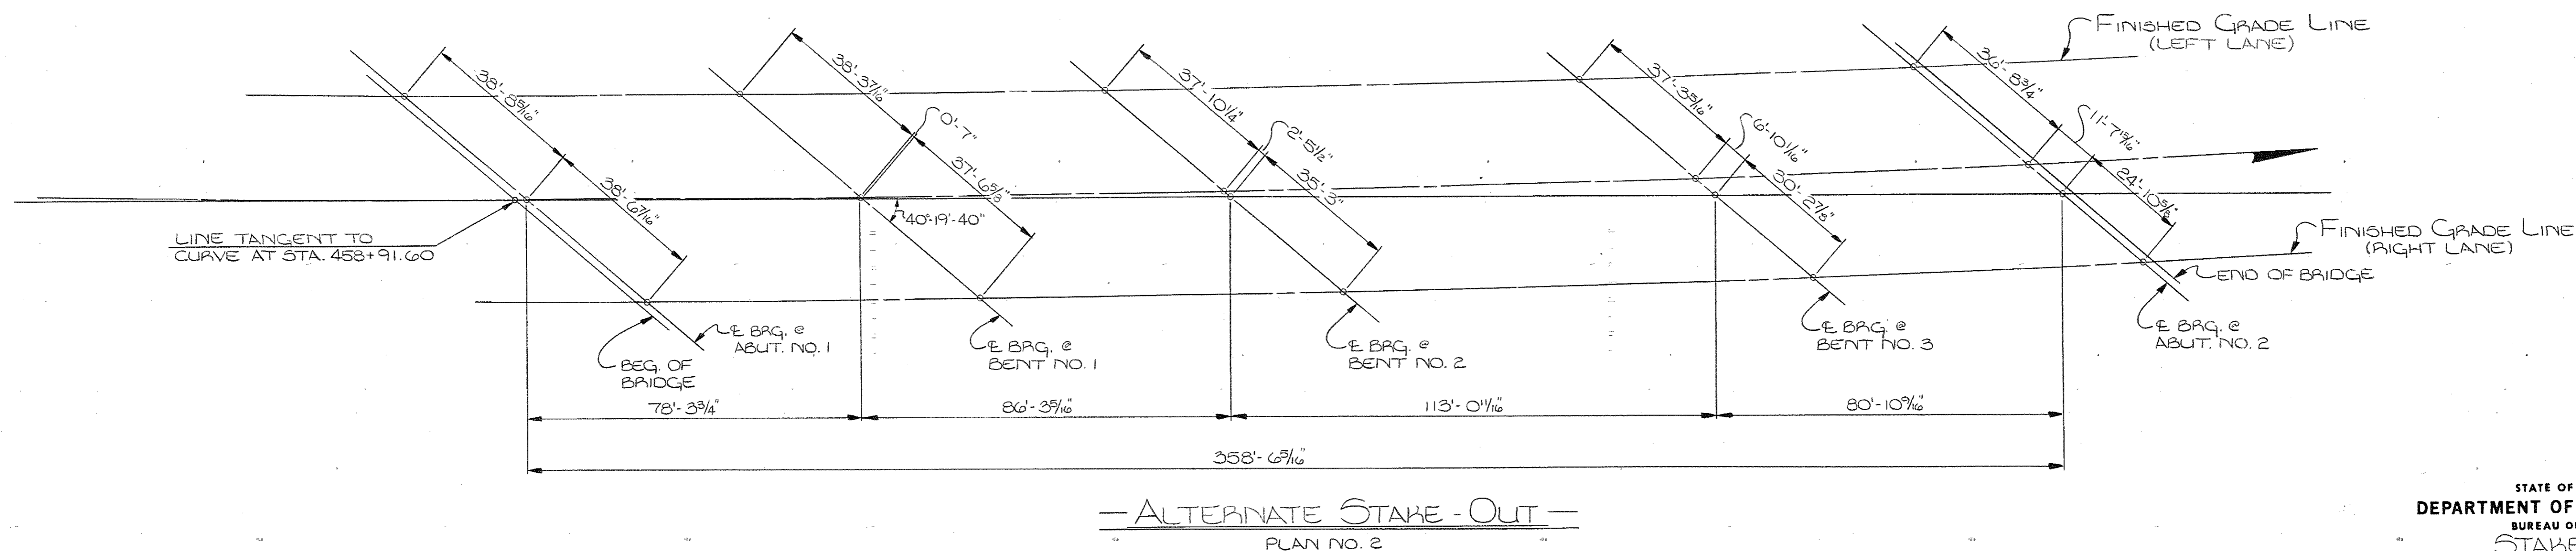 FINISHED GRADE LINE
(LEFT LANE)
38'-8 5/16"
38'-3 7/16"
37'-10 1/4"
37'-3 5/16"
36'-8 3/4"
0'-7"
2'-5 1/2"
6'-10 1/16"
11'-7 15/16"
38'-6 7/16"
37'-6 5/8"
35'-3"
30'-2 7/8"
24'-10 5/8"
40°-19'-40"
LINE TANGENT TO
CURVE AT STA. 458+91.60
FINISHED GRADE LINE
(RIGHT LANE)
END OF BRIDGE
BEG. OF
BRIDGE
℄ BRG. @
ABUT. NO. 1
℄ BRG. @
BENT NO. 1
℄ BRG. @
BENT NO. 2
℄ BRG. @
BENT NO. 3
℄ BRG. @
ABUT. NO. 2
78'-3 3/4"
86'-3 5/16"
113'-0 11/16"
80'-10 9/16"
358'-6 5/16"
ALTERNATE STAKE-OUT
PLAN NO. 2
STATE OF
DEPARTMENT OF
BUREAU OF
STAKE